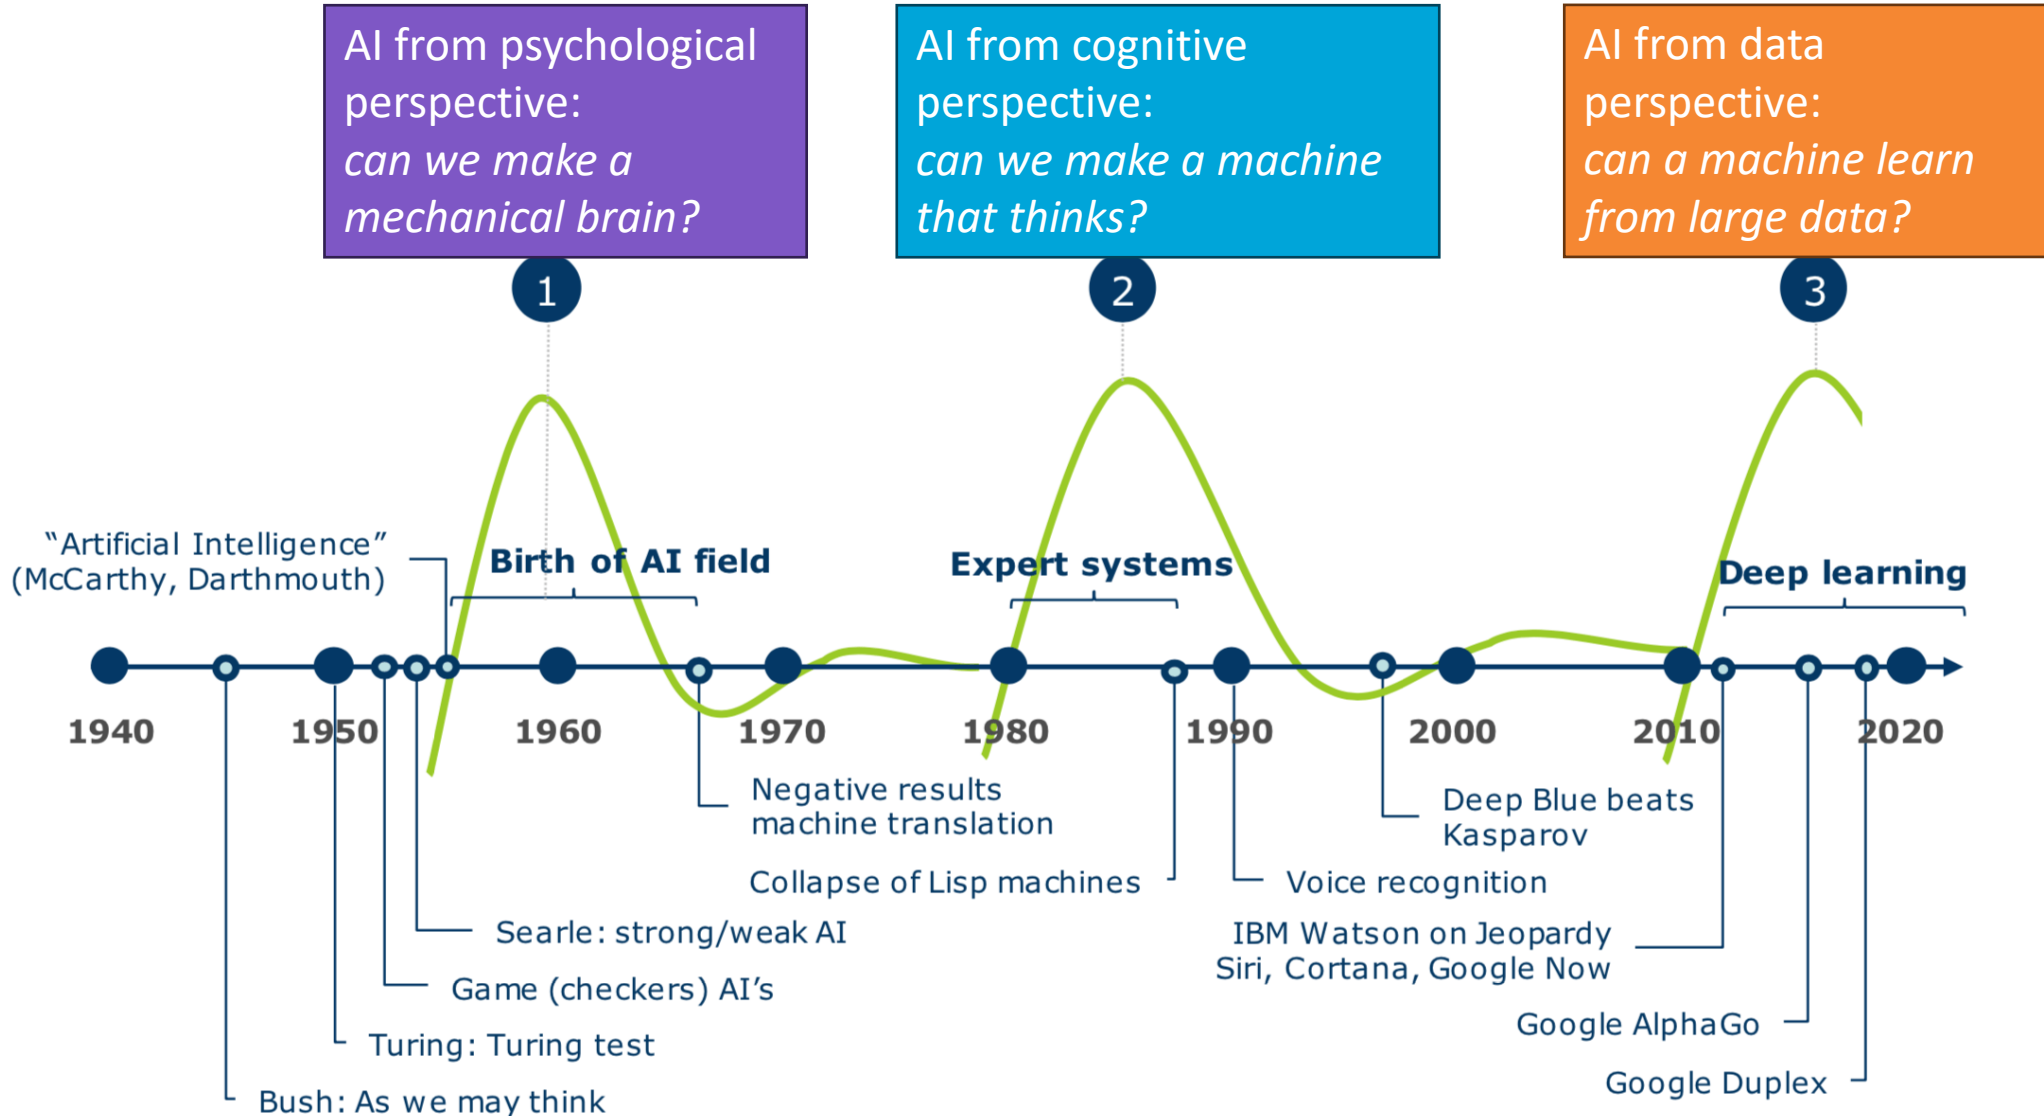 AI from psychological
perspective:
can we make a
mechanical brain?
AI from cognitive
perspective:
can we make a machine
that thinks?
AI from data
perspective:
can a machine learn
from large data?
1
2
3
“Artificial Intelligence”
(McCarthy, Darthmouth)
Birth of AI field
Expert systems
Deep learning
1940
1950
1960
1970
1980
1990
2000
2010
2020
Negative results
machine translation
Deep Blue beats
Kasparov
Collapse of Lisp machines
Voice recognition
Searle: strong/weak AI
IBM Watson on Jeopardy
Siri, Cortana, Google Now
Game (checkers) AI’s
Google AlphaGo
Turing: Turing test
Google Duplex
Bush: As we may think